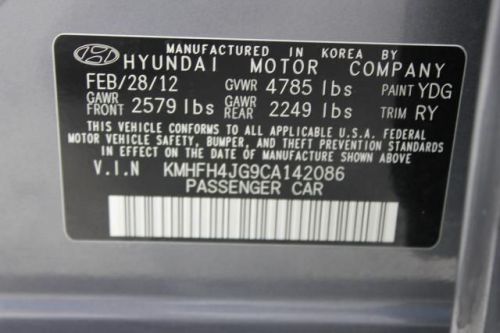 MANUFACTURED IN KOREA BY
HYUNDAI MOTOR COMPANY
FEB/28/12 GVWR 4785 lbs PAINT YDG
GAWR FRONT 2579 lbs GAWR REAR 2249 lbs TRIM RY
THIS VEHICLE CONFORMS TO ALL APPLICABLE U.S.A. FEDERAL
MOTOR VEHICLE SAFETY, BUMPER, AND THEFT PREVENTION STANDARDS
IN EFFECT ON THE DATE OF MANUFACTURE SHOWN ABOVE
V.I.N KMHFH4JG9CA142086
PASSENGER CAR